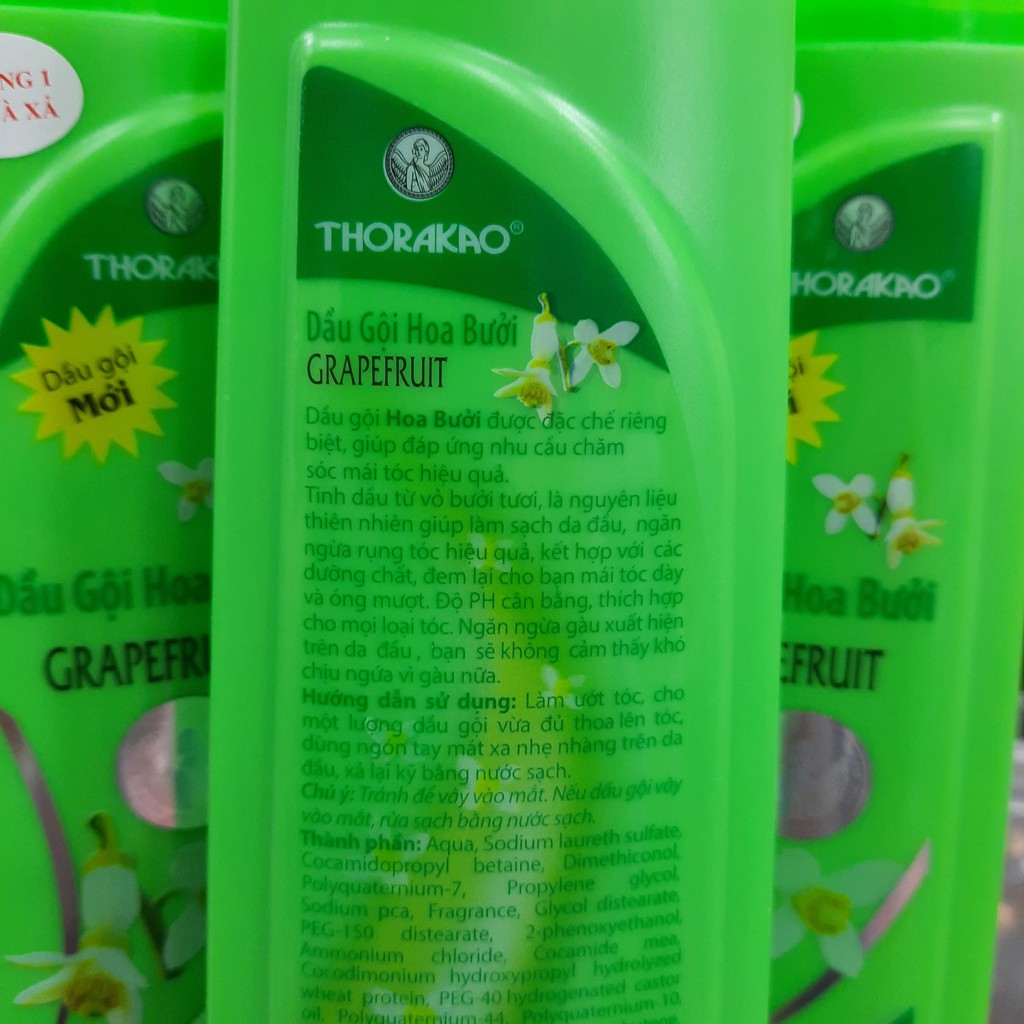 NG 1
À XẢ
THORAKAO®
Dầu Gội Hoa Bưởi
GRAPEFRUIT
Dầu gội Hoa Bưởi được đặc chế riêng
biệt, giúp đáp ứng nhu cầu chăm
sóc mái tóc hiệu quả.
Tinh dầu từ vỏ bưởi tươi, là nguyên liệu
thiên nhiên giúp làm sạch da đầu, ngăn
ngừa rụng tóc hiệu quả, kết hợp với các
dưỡng chất, đem lại cho bạn mái tóc dày
và óng mượt. Độ PH cân bằng, thích hợp
cho mọi loại tóc. Ngăn ngừa gàu xuất hiện
trên da đầu, bạn sẽ không cảm thấy khó
chịu ngứa vì gàu nữa.
Hướng dẫn sử dụng: Làm ướt tóc, cho
một lượng dầu gội vừa đủ thoa lên tóc,
dùng ngón tay mát xa nhẹ nhàng trên da
đầu, xả lại kỹ bằng nước sạch.
Chú ý: Tránh để vây vào mắt. Nếu dầu gội vây
vào mắt, rửa sạch bằng nước sạch.
Thành phần: Aqua, Sodium laureth sulfate,
Cocamidopropyl betaine, Dimethiconol,
Polyquaternium-7, Propylene glycol,
Sodium pca, Fragrance, Glycol distearate,
PEG-150 distearate, 2-phenoxyethanol,
Ammonium chloride, Cocamide mea,
Cocodimonium hydroxypropyl hydrolyzed
wheat protein, PEG-40 hydrogenated castor
oil, Polyquaternium-44, Polyquaternium-10,
THORAK
Dầu gội
Mới
Dầu Gội Hoa
GRAPEFRU
HORAKAO
Hoa Bưởi
EFRUIT